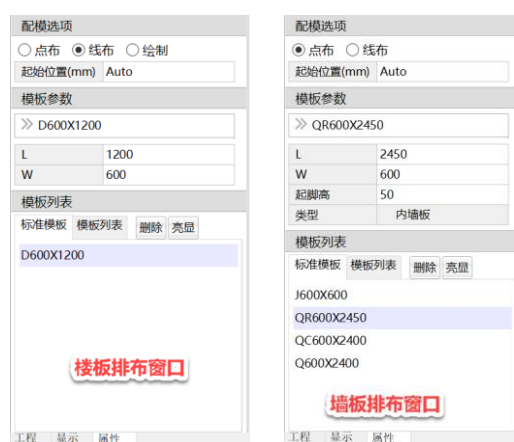 配模选项
点布 线布 绘制
起始位置(mm) Auto
模板参数
D600X1200
L 1200
W 600
模板列表
标准模板 模板列表 删除 亮显
D600X1200
楼板排布窗口
工程 显示 属性
配模选项
点布 线布
起始位置(mm) Auto
模板参数
QR600X2450
L 2450
W 600
起脚高 50
类型 内墙板
模板列表
标准模板 模板列表 删除 亮显
J600X600
QR600X2450
QC600X2400
Q600X2400
墙板排布窗口
工程 显示 属性